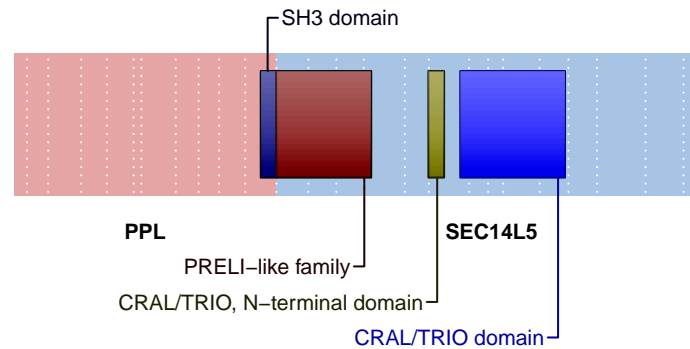 SH3 domain
PPL
SEC14L5
PRELI−like family
CRAL/TRIO, N−terminal domain
CRAL/TRIO domain